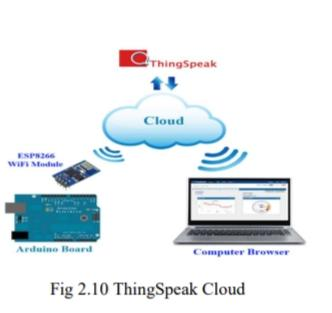 ThingSpeak
Cloud
ESP8266
WiFi Module
Arduino Board
Computer Browser
Fig 2.10 ThingSpeak Cloud